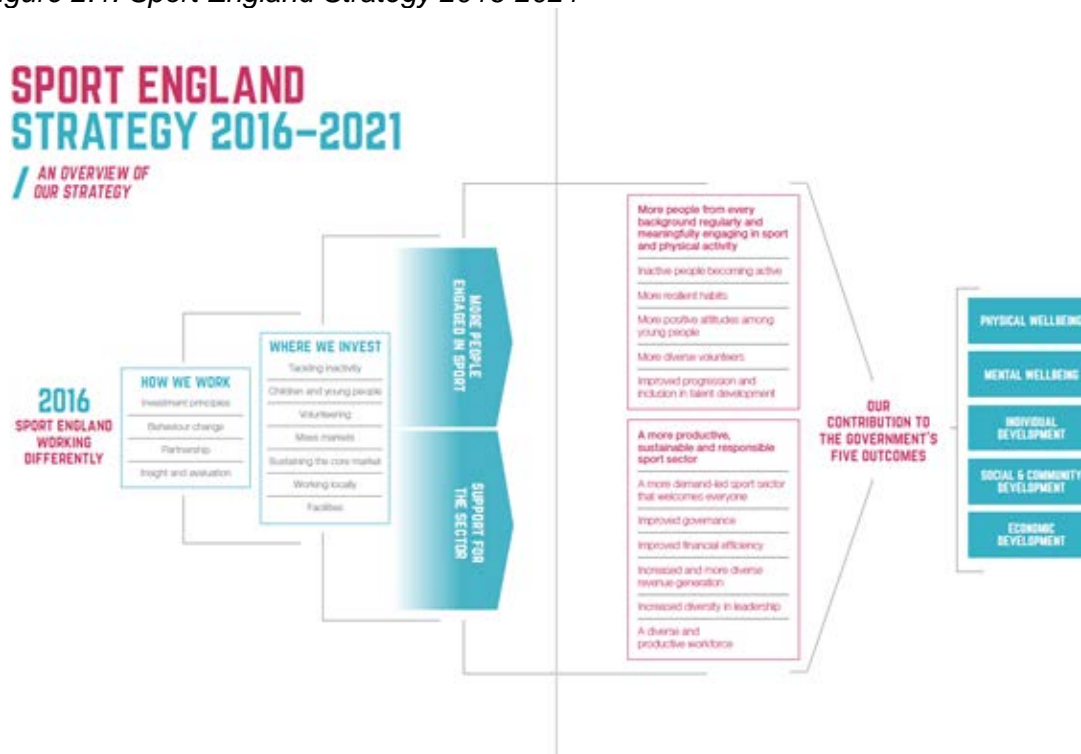 Sport England Strategy
SPORT ENGLAND
STRATEGY 2016–2021
/ AN OVERVIEW OF
OUR STRATEGY
2016
SPORT ENGLAND
WORKING
DIFFERENTLY
HOW WE WORK
Investment principles
Behaviour change
Partnership
Insight and evaluation
WHERE WE INVEST
Tackling inactivity
Children and young people
Volunteering
Mass markets
Sustaining the core market
Working locally
Facilities
MORE PEOPLE
ENGAGED IN SPORT
SUPPORT FOR
THE SECTOR
More people from every
background regularly and
meaningfully engaging in sport
and physical activity
Inactive people becoming active
More resilient habits
More positive attitudes among
young people
More diverse volunteers
Improved progression and
inclusion in talent development
A more productive,
sustainable and responsible
sport sector
A more demand-led sport sector
that welcomes everyone
Improved governance
Improved financial efficiency
Increased and more diverse
revenue generation
Increased diversity in leadership
A diverse and
productive workforce
OUR
CONTRIBUTION TO
THE GOVERNMENT'S
FIVE OUTCOMES
PHYSICAL WELLBEING
MENTAL WELLBEING
INDIVIDUAL
DEVELOPMENT
SOCIAL & COMMUNITY
DEVELOPMENT
ECONOMIC
DEVELOPMENT